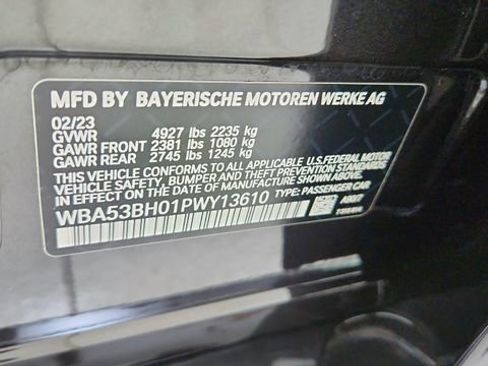 MFD BY BAYERISCHE MOTOREN WERKE AG
02/23
GVWR 4927 lbs 2235 kg
GAWR FRONT 2381 lbs 1080 kg
GAWR REAR 2745 lbs 1245 kg
THIS VEHICLE CONFORMS TO ALL APPLICABLE U.S. FEDERAL MOTOR
VEHICLE SAFETY, BUMPER AND THEFT PREVENTION STANDARDS
IN EFFECT ON THE DATE OF MANUFACTURE SHOWN ABOVE.
WBA53BH01PWY13610 TYPE: PASSENGER CAR